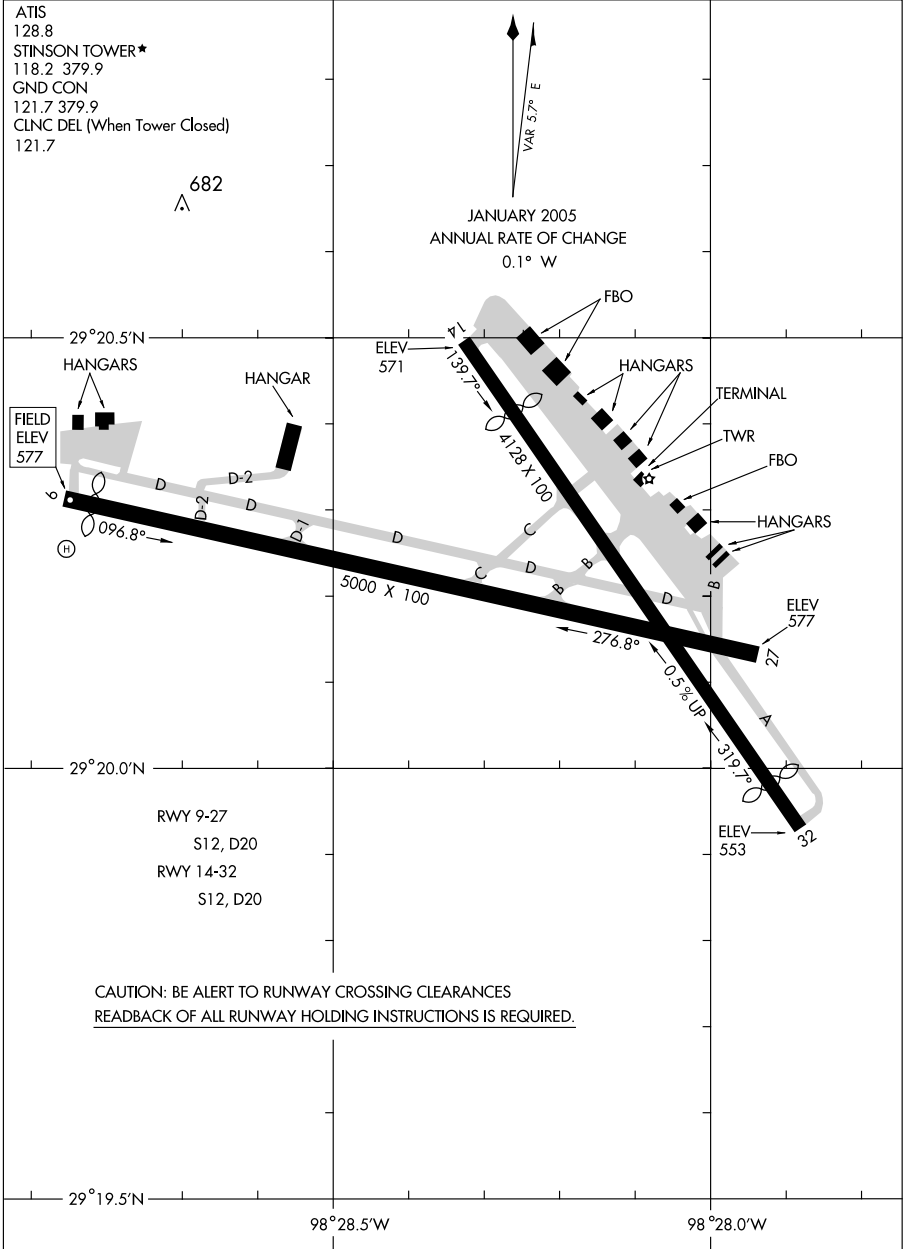 ATIS
128.8
STINSON TOWER★
118.2 379.9
GND CON
121.7 379.9
CLNC DEL (When Tower Closed)
121.7
682
VAR 5.7° E
JANUARY 2005
ANNUAL RATE OF CHANGE
0.1° W
FBO
29°20.5'N
14
ELEV
571
139.7°
HANGARS
HANGAR
HANGARS
TERMINAL
TWR
FBO
HANGARS
FIELD
ELEV
577
4128 X 100
9
096.8°
H
D
D-2
D-2
D
D-1
D
C
C
D
B
B
D
B
5000 X 100
276.8°
ELEV
577
27
0.5% UP
319.7°
A
29°20.0'N
ELEV
553
32
RWY 9-27
S12, D20
RWY 14-32
S12, D20
CAUTION: BE ALERT TO RUNWAY CROSSING CLEARANCES
READBACK OF ALL RUNWAY HOLDING INSTRUCTIONS IS REQUIRED.
29°19.5'N
98°28.5'W
98°28.0'W